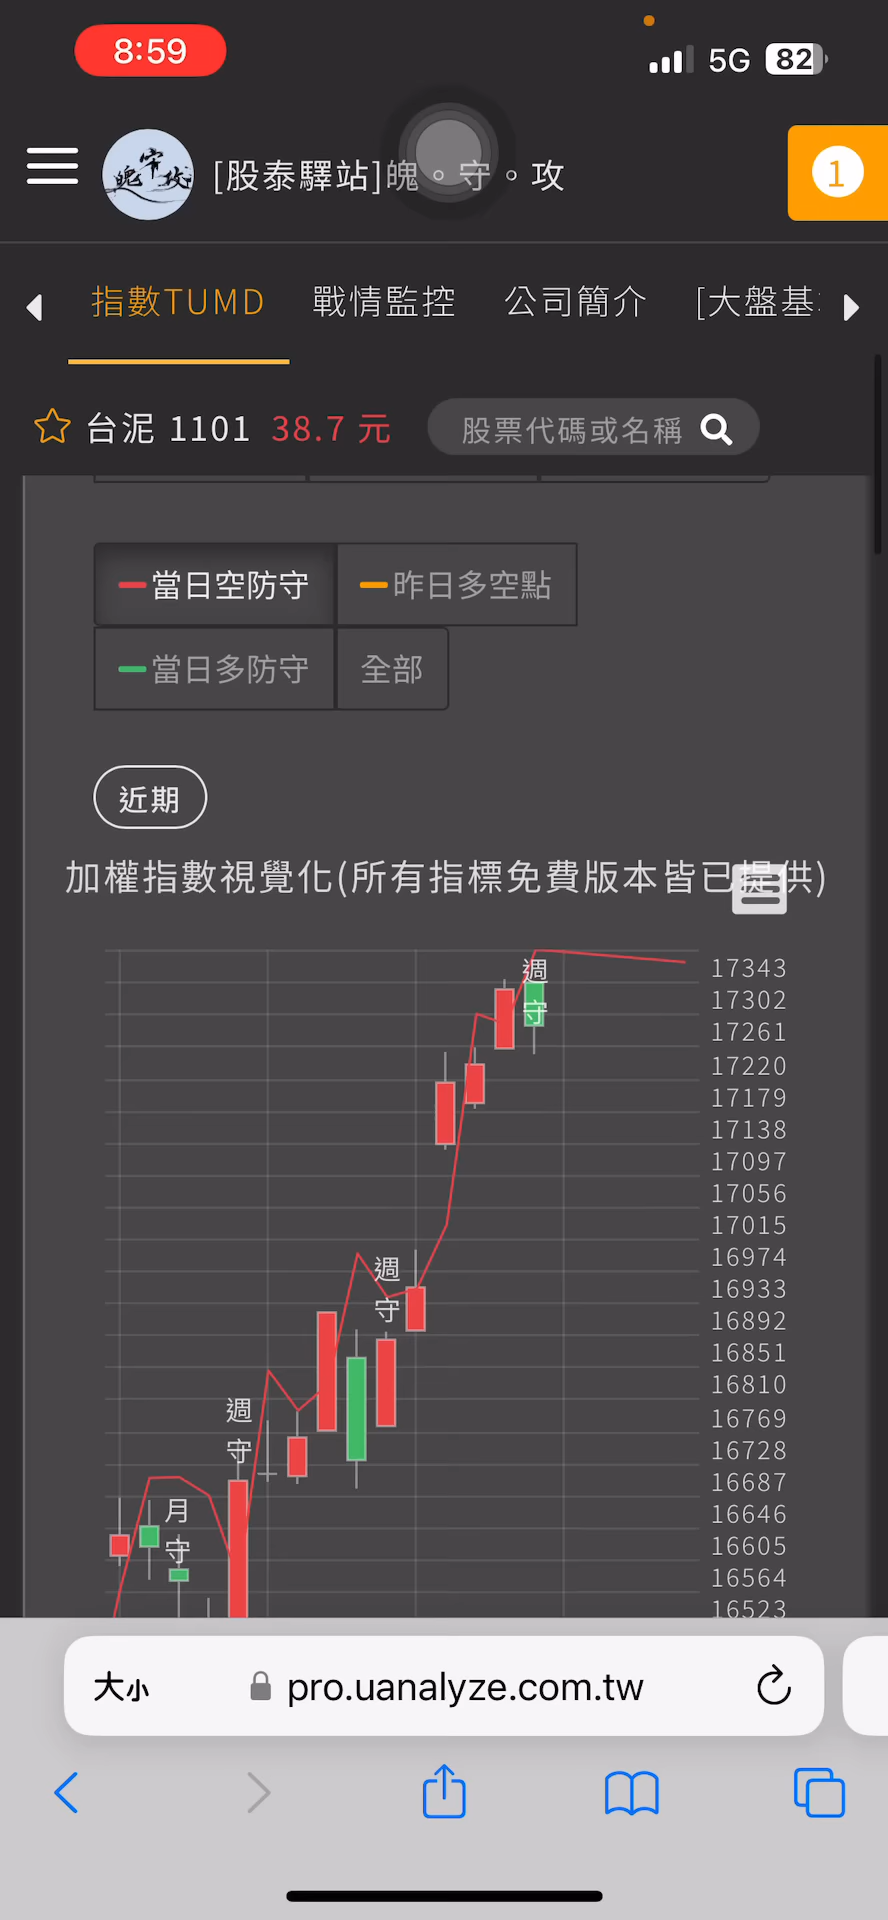 8:59
5G 82
[股泰驛站]魄。守。攻
1
指數TUMD 戰情監控 公司簡介 [大盤基
台泥 1101 38.7 元 股票代碼或名稱
當日空防守 昨日多空點
當日多防守 全部
近期
加權指數視覺化(所有指標免費版本皆已提供)
17343
17302
17261
17220
17179
17138
17097
17056
17015
16974
16933
16892
16851
16810
16769
16728
16687
16646
16605
16564
16523
週守
週守
週守
月守
大小 pro.uanalyze.com.tw